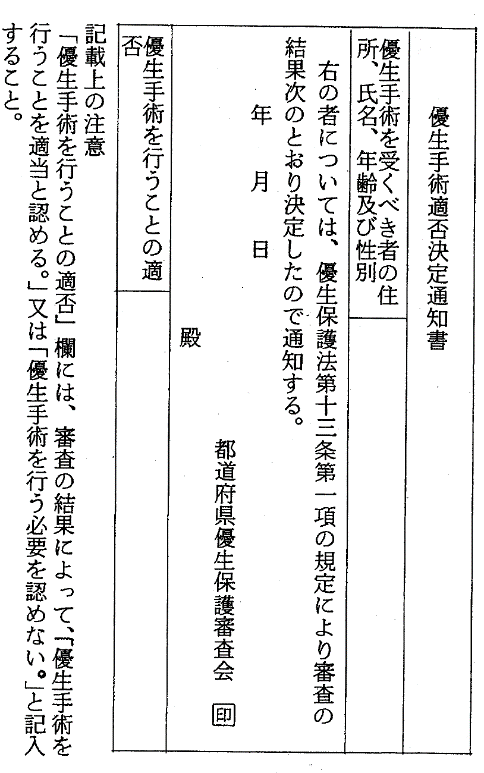 優生手術適否決定通知書
優生手術を受くべき者の住
所、氏名、年齢及び性別
右の者については、優生保護法第十三条第一項の規定により審査の
結果次のとおり決定したので通知する。
年　月　日
都道府県優生保護審査会　印
殿
優生手術を行うことの適
否
記載上の注意
「優生手術を行うことの適否」欄には、審査の結果によって、「優生手術を
行うことを適当と認める。」又は「優生手術を行う必要を認めない。」と記入
すること。